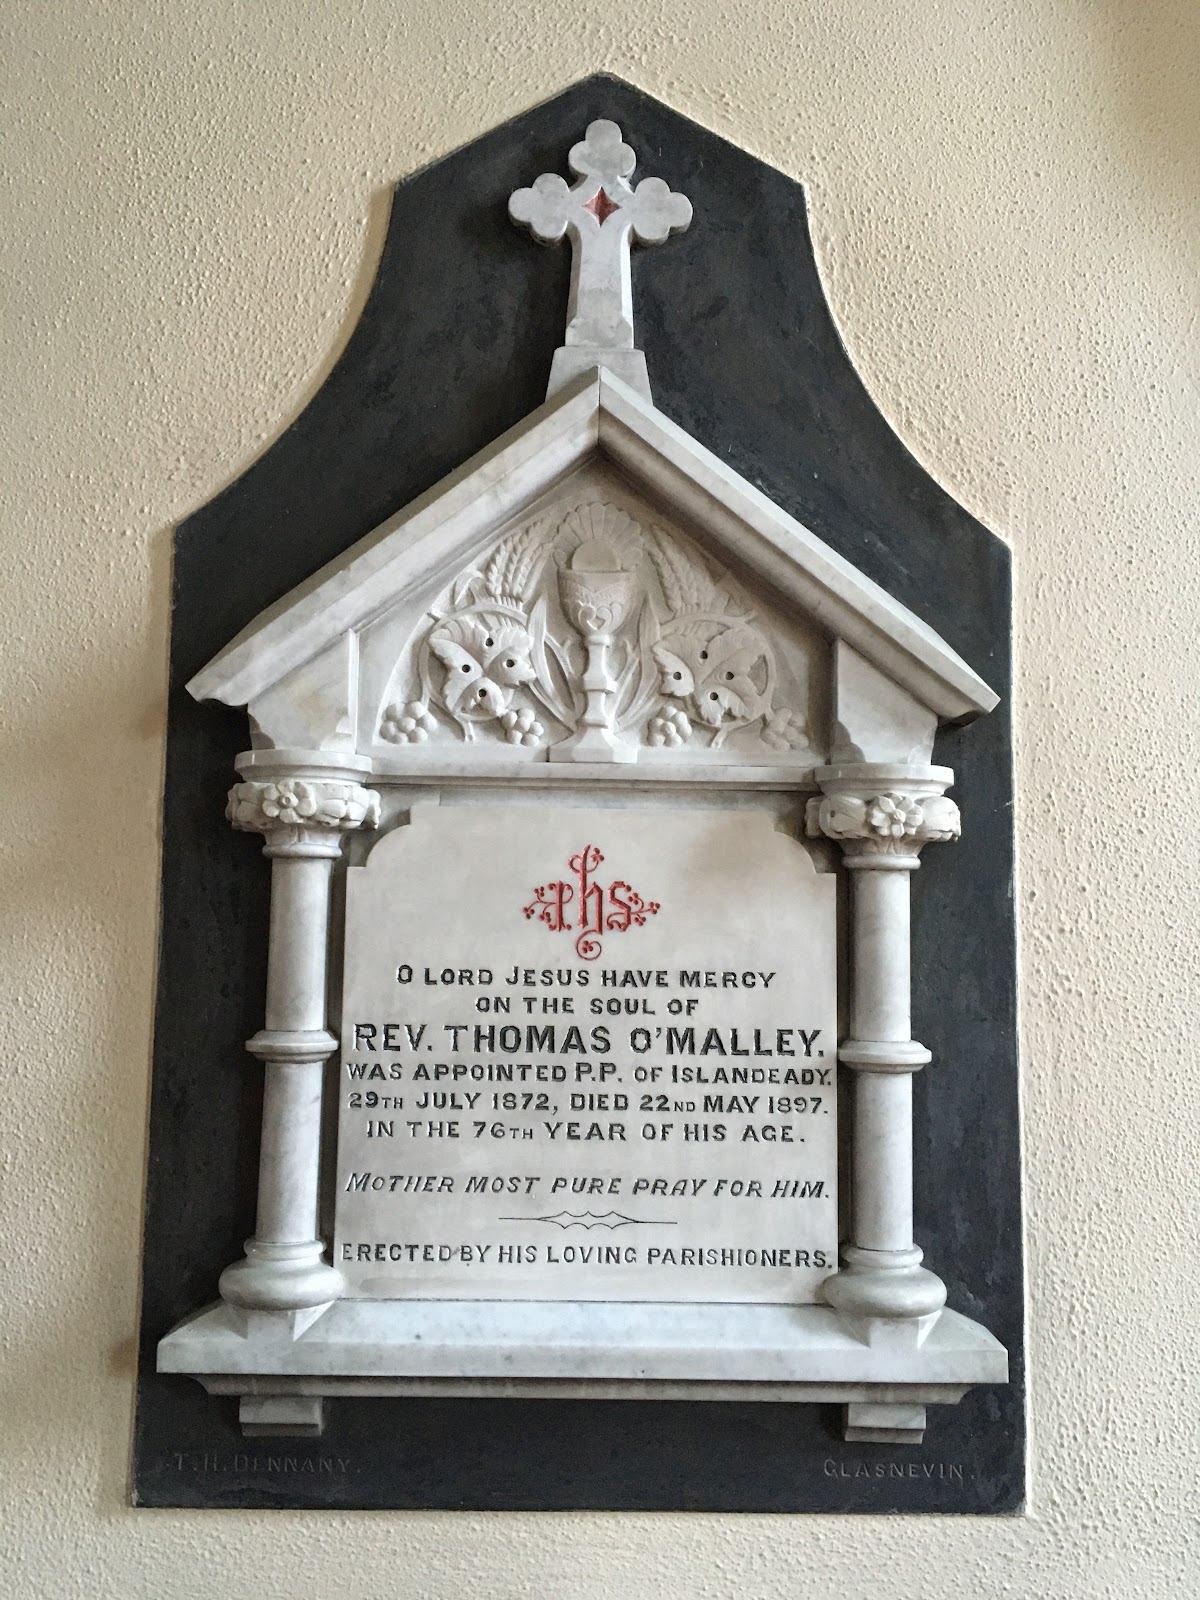 ihs
O LORD JESUS HAVE MERCY
ON THE SOUL OF
REV. THOMAS O'MALLEY.
WAS APPOINTED P.P. OF ISLANDEADY.
29TH JULY 1872, DIED 22ND MAY 1897.
IN THE 76TH YEAR OF HIS AGE.
MOTHER MOST PURE PRAY FOR HIM.
ERECTED BY HIS LOVING PARISHIONERS.
T.H. DENNANY. GLASNEVIN.